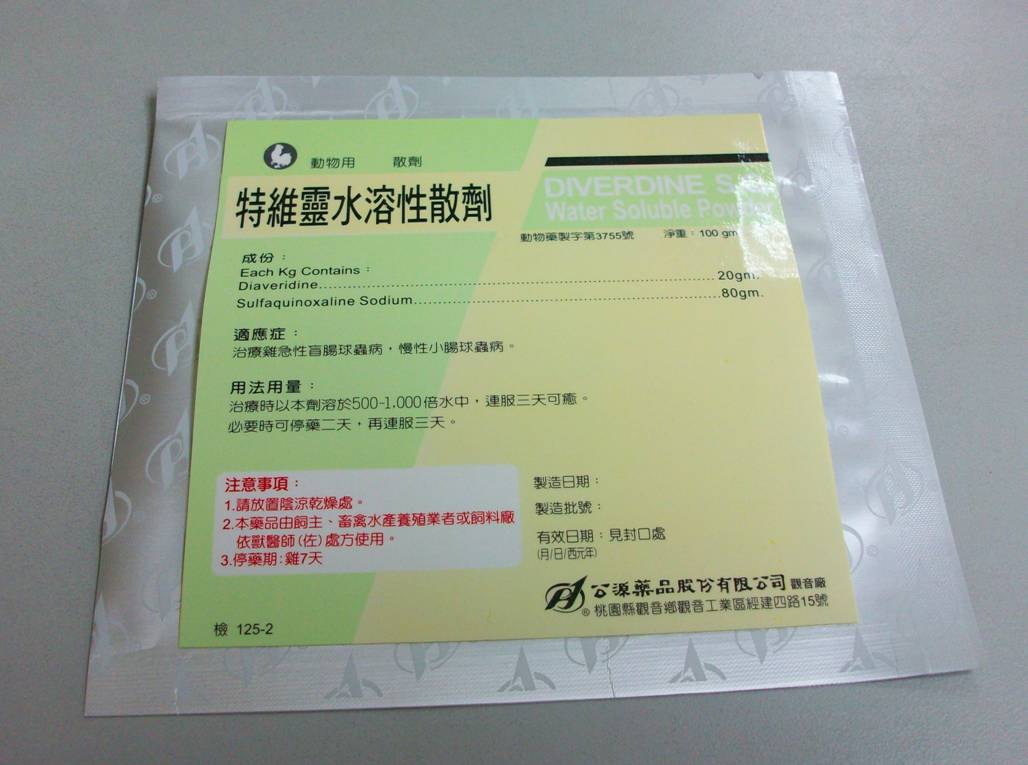 動物用 散劑
特維靈水溶性散劑
DIVERDINE
Water Soluble Powder
動物藥製字第3755號 淨重：100 gm
成份：
Each Kg Contains：
Diaveridine........................................20gm.
Sulfaquinoxaline Sodium........................................80gm.
適應症：
治療雞急性盲腸球蟲病，慢性小腸球蟲病。
用法用量：
治療時以本劑溶於500-1.000倍水中，連服三天可癒。
必要時可停藥二天，再連服三天。
注意事項：
1.請放置陰涼乾燥處。
2.本藥品由飼主、畜禽水產養殖業者或飼料廠
依獸醫師(佐)處方使用。
3.停藥期:雞7天
製造日期：
製造批號：
有效日期：見封口處
(月/日/西元年)
公源藥品股份有限公司 觀音廠
桃園縣觀音鄉觀音工業區經建四路15號
檢 125-2